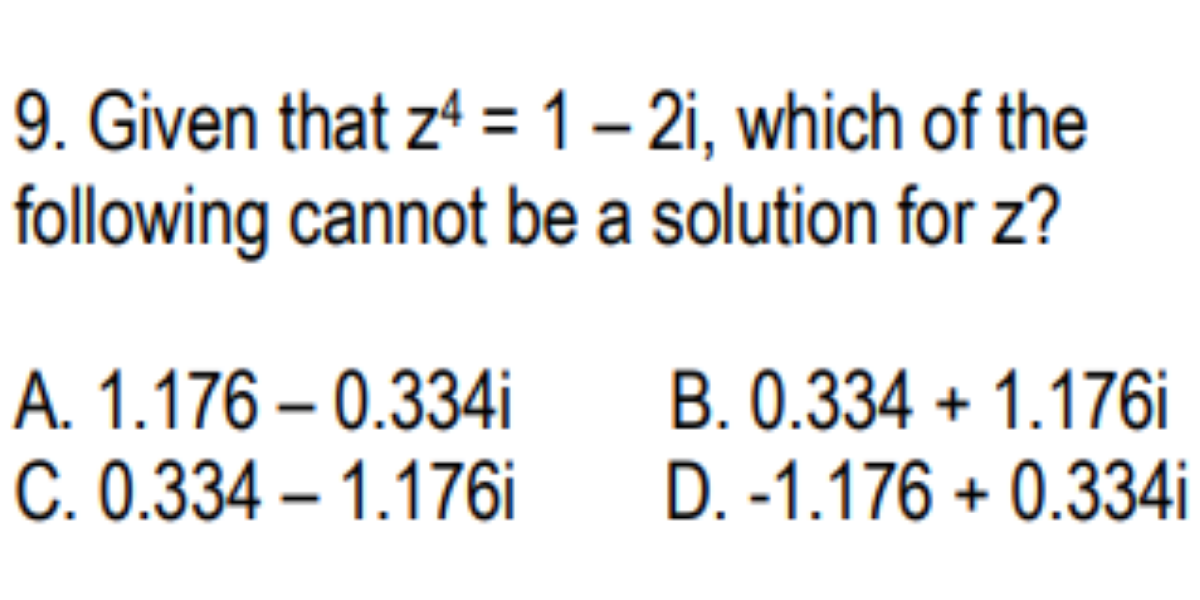 9. Given that z⁴ = 1 – 2i, which of the
following cannot be a solution for z?
A. 1.176 – 0.334i B. 0.334 + 1.176i
C. 0.334 – 1.176i D. -1.176 + 0.334i